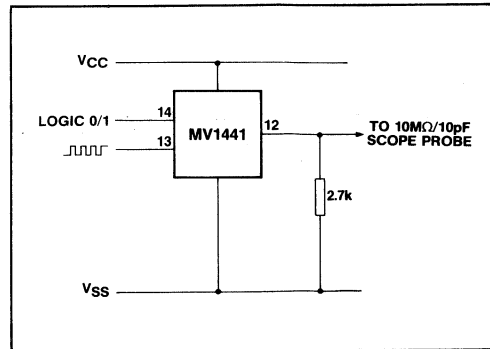 VCC
LOGIC 0/1
14
13
MV1441
12
TO 10MΩ/10pF
SCOPE PROBE
2.7k
VSS